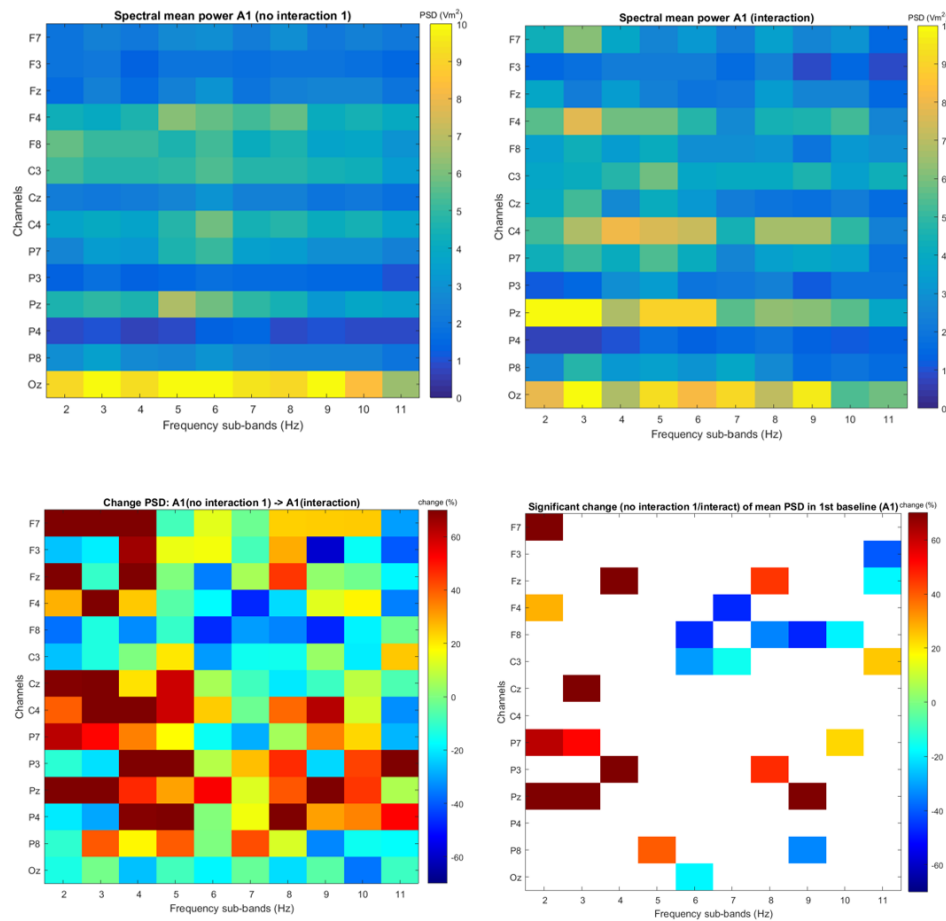 Spectral mean power A1 (no interaction 1)
PSD (Vm²)
Channels
F7
F3
Fz
F4
F8
C3
Cz
C4
P7
P3
Pz
P4
P8
Oz
2 3 4 5 6 7 8 9 10 11
Frequency sub-bands (Hz)
10
9
8
7
6
5
4
3
2
1
0
Spectral mean power A1 (interaction)
PSD (Vm²)
Channels
F7
F3
Fz
F4
F8
C3
Cz
C4
P7
P3
Pz
P4
P8
Oz
2 3 4 5 6 7 8 9 10 11
Frequency sub-bands (Hz)
9
8
7
6
5
4
3
2
1
0
Change PSD: A1(no interaction 1) -> A1(interaction)
change (%)
Channels
F7
F3
Fz
F4
F8
C3
Cz
C4
P7
P3
Pz
P4
P8
Oz
2 3 4 5 6 7 8 9 10 11
Frequency sub-bands (Hz)
60
40
20
0
-20
-40
-60
Significant change (no interaction 1/interact) of mean PSD in 1st baseline (A1)
change (%)
Channels
F7
F3
Fz
F4
F8
C3
Cz
C4
P7
P3
Pz
P4
P8
Oz
2 3 4 5 6 7 8 9 10 11
Frequency sub-bands (Hz)
60
40
20
0
-20
-40
-60